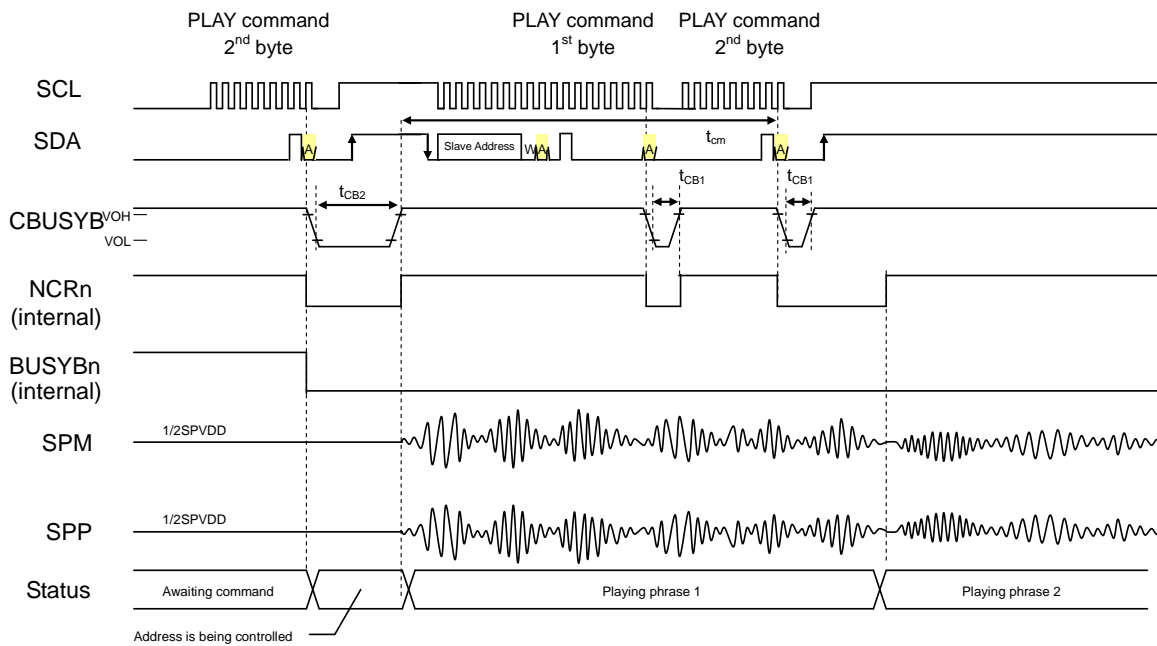 PLAY command
2nd byte
PLAY command
1st byte
PLAY command
2nd byte
SCL
SDA
A
Slave Address
W
A
A
tcm
A
tCB2
tCB1
tCB1
CBUSYB
VOH
VOL
NCRn
(internal)
BUSYBn
(internal)
SPM
1/2SPVDD
SPP
1/2SPVDD
Status
Awaiting command
Playing phrase 1
Playing phrase 2
Address is being controlled